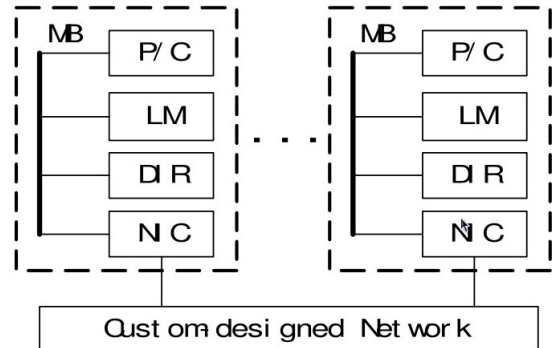 MB
P/C
LM
DIR
NIC
. . .
MB
P/C
LM
DIR
NIC
Custom-designed Network